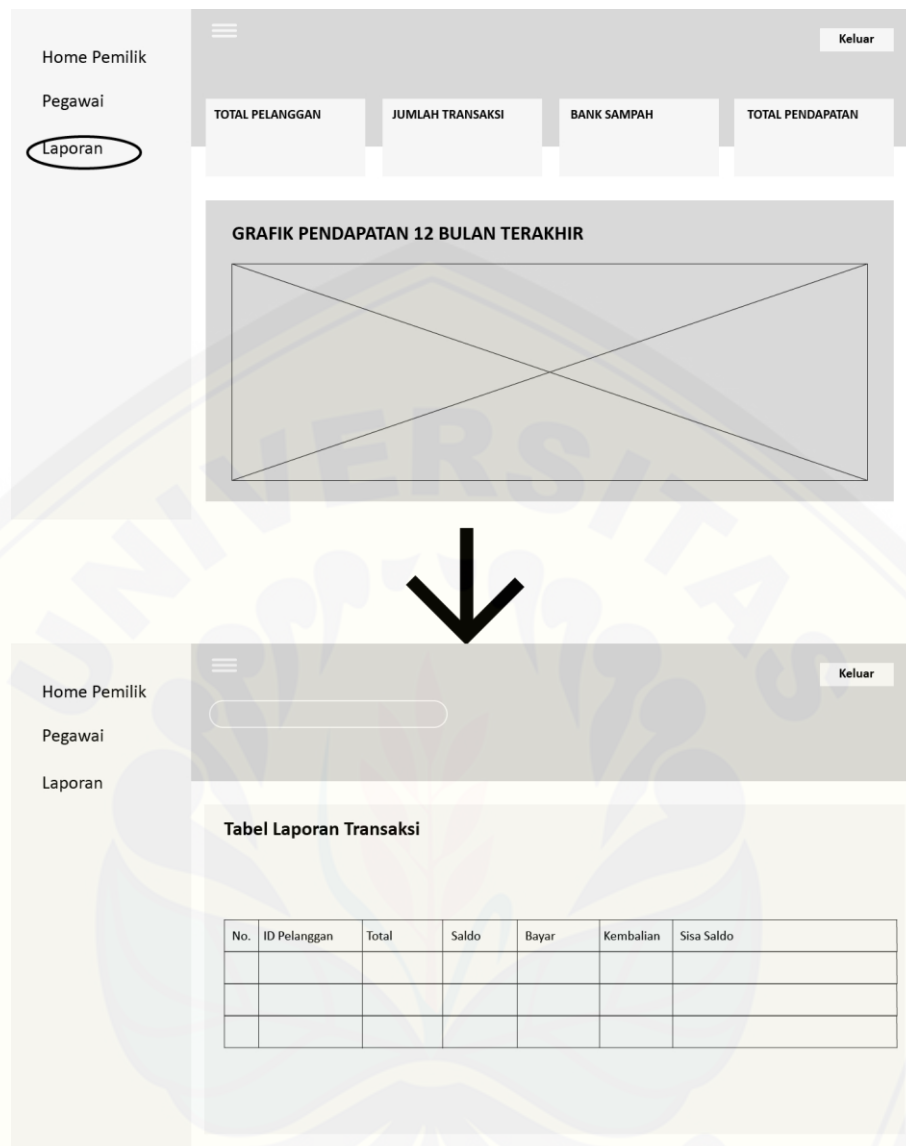 Home Pemilik
Pegawai
Laporan
Keluar
TOTAL PELANGGAN
JUMLAH TRANSAKSI
BANK SAMPAH
TOTAL PENDAPATAN
GRAFIK PENDAPATAN 12 BULAN TERAKHIR
UNIVERSITAS
Home Pemilik
Pegawai
Laporan
Keluar
Tabel Laporan Transaksi
No. ID Pelanggan Total Saldo Bayar Kembalian Sisa Saldo